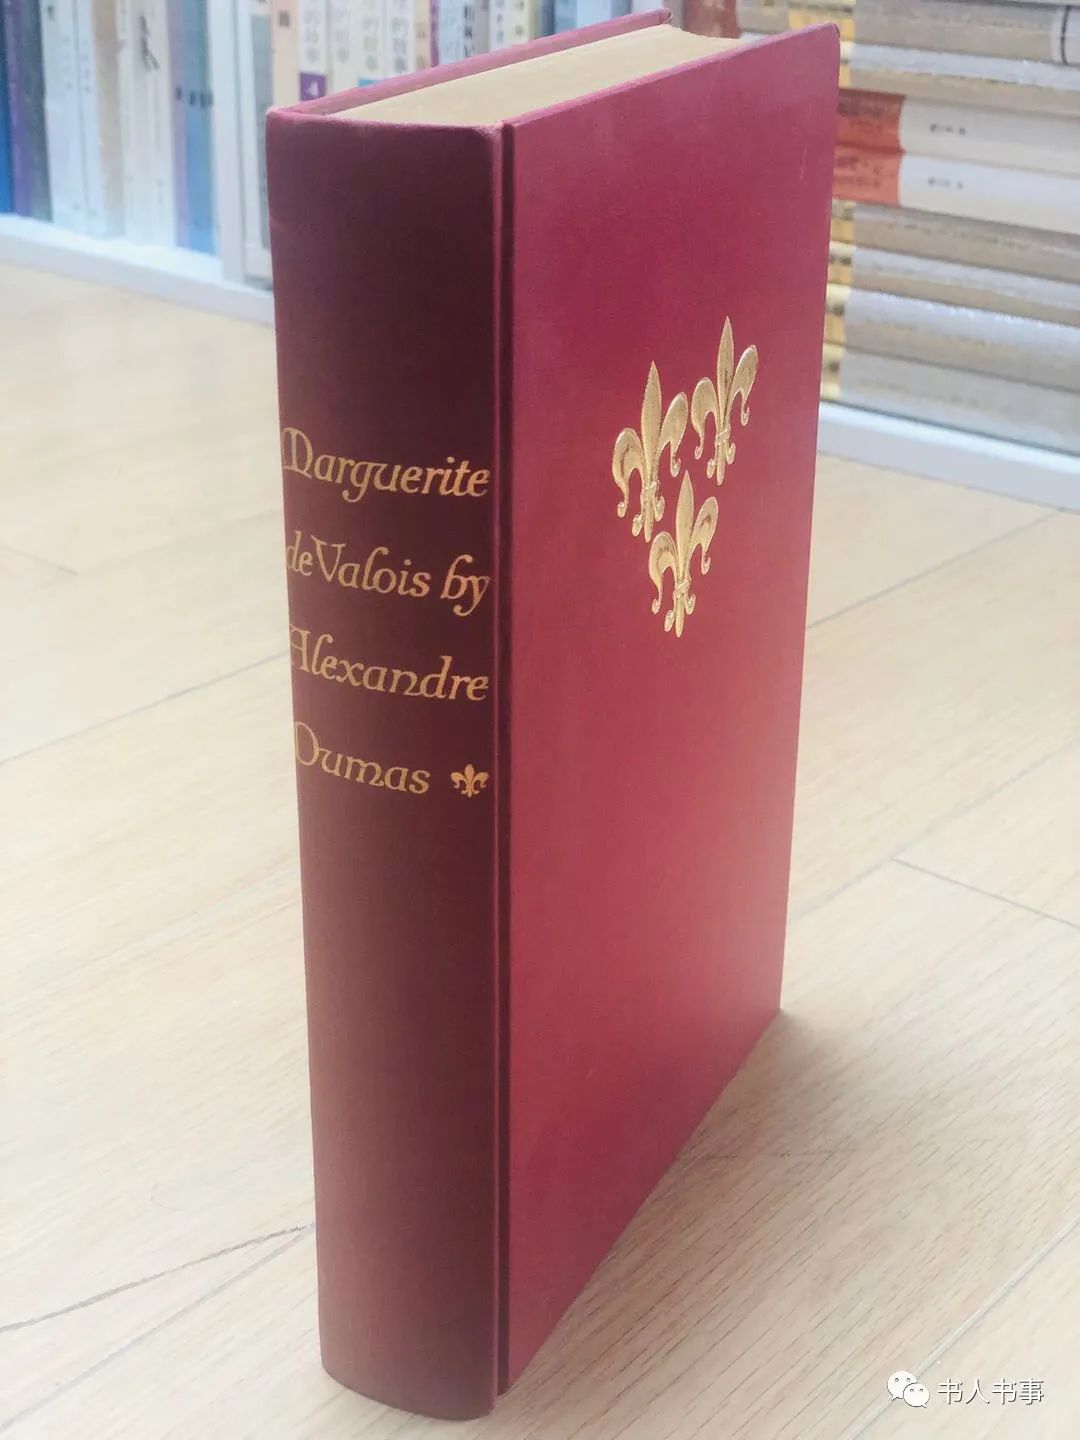 Marguerite
de Valois by
Alexandre
Dumas
书人书事